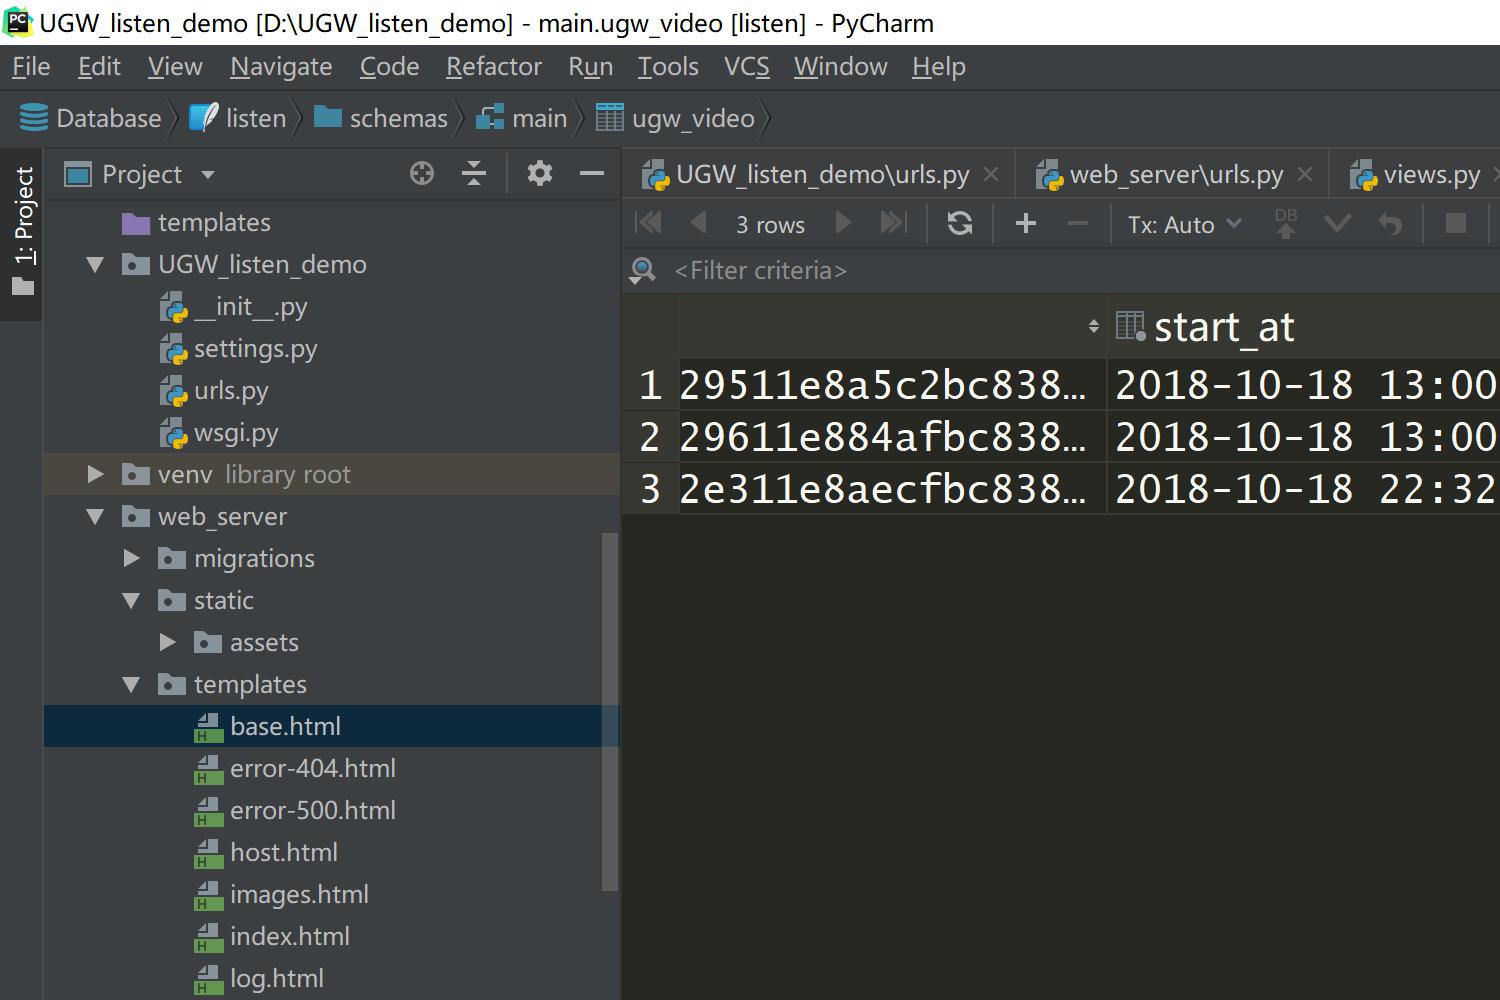 PC UGW_listen_demo [D:\UGW_listen_demo] - main.ugw_video [listen] - PyCharm
File Edit View Navigate Code Refactor Run Tools VCS Window Help
Database listen schemas main ugw_video
1: Project
Project
templates
UGW_listen_demo
__init__.py
settings.py
urls.py
wsgi.py
venv library root
web_server
migrations
static
assets
templates
base.html
error-404.html
error-500.html
host.html
images.html
index.html
log.html
UGW_listen_demo\urls.py web_server\urls.py views.py
3 rows Tx: Auto DB
<Filter criteria>
start_at
1 29511e8a5c2bc838... 2018-10-18 13:00
2 29611e884afbc838... 2018-10-18 13:00
3 2e311e8aecfbc838... 2018-10-18 22:32